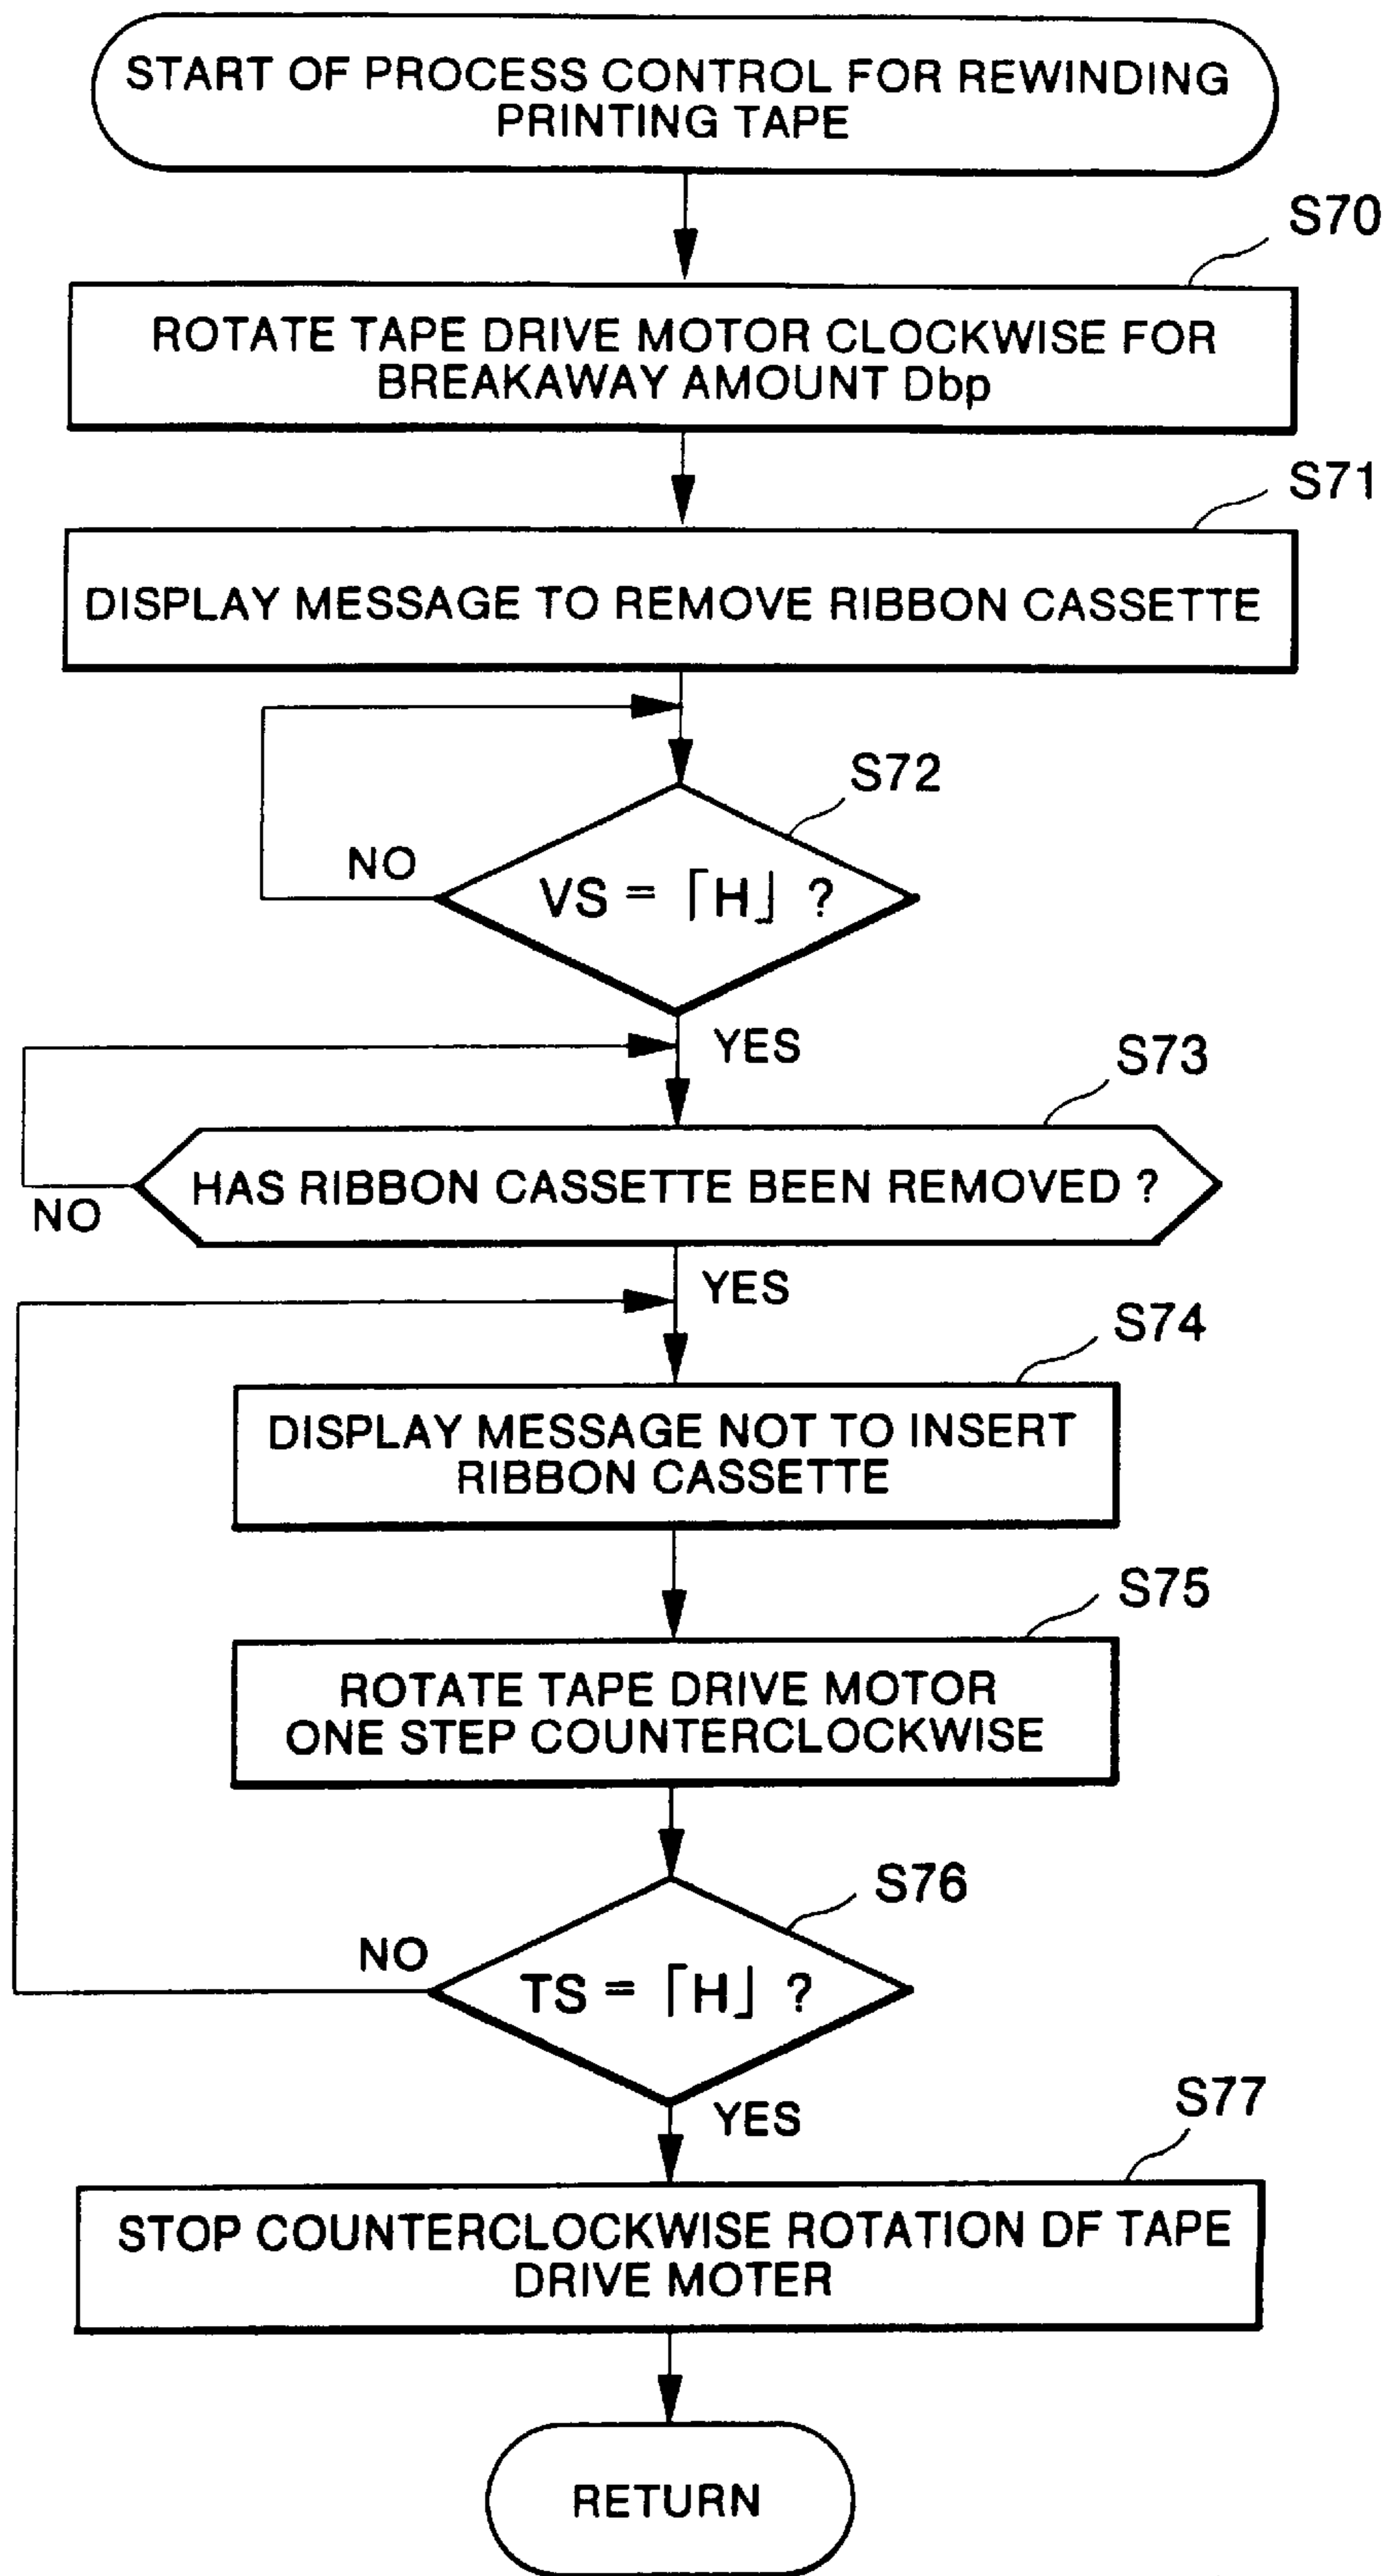 START OF PROCESS CONTROL FOR REWINDING
PRINTING TAPE
S70
ROTATE TAPE DRIVE MOTOR CLOCKWISE FOR
BREAKAWAY AMOUNT Dbp
S71
DISPLAY MESSAGE TO REMOVE RIBBON CASSETTE
S72
NO
VS = ⌈H⌋ ?
YES
S73
HAS RIBBON CASSETTE BEEN REMOVED ?
NO
YES
S74
DISPLAY MESSAGE NOT TO INSERT
RIBBON CASSETTE
S75
ROTATE TAPE DRIVE MOTOR
ONE STEP COUNTERCLOCKWISE
S76
NO
TS = ⌈H⌋ ?
YES
S77
STOP COUNTERCLOCKWISE ROTATION DF TAPE
DRIVE MOTER
RETURN